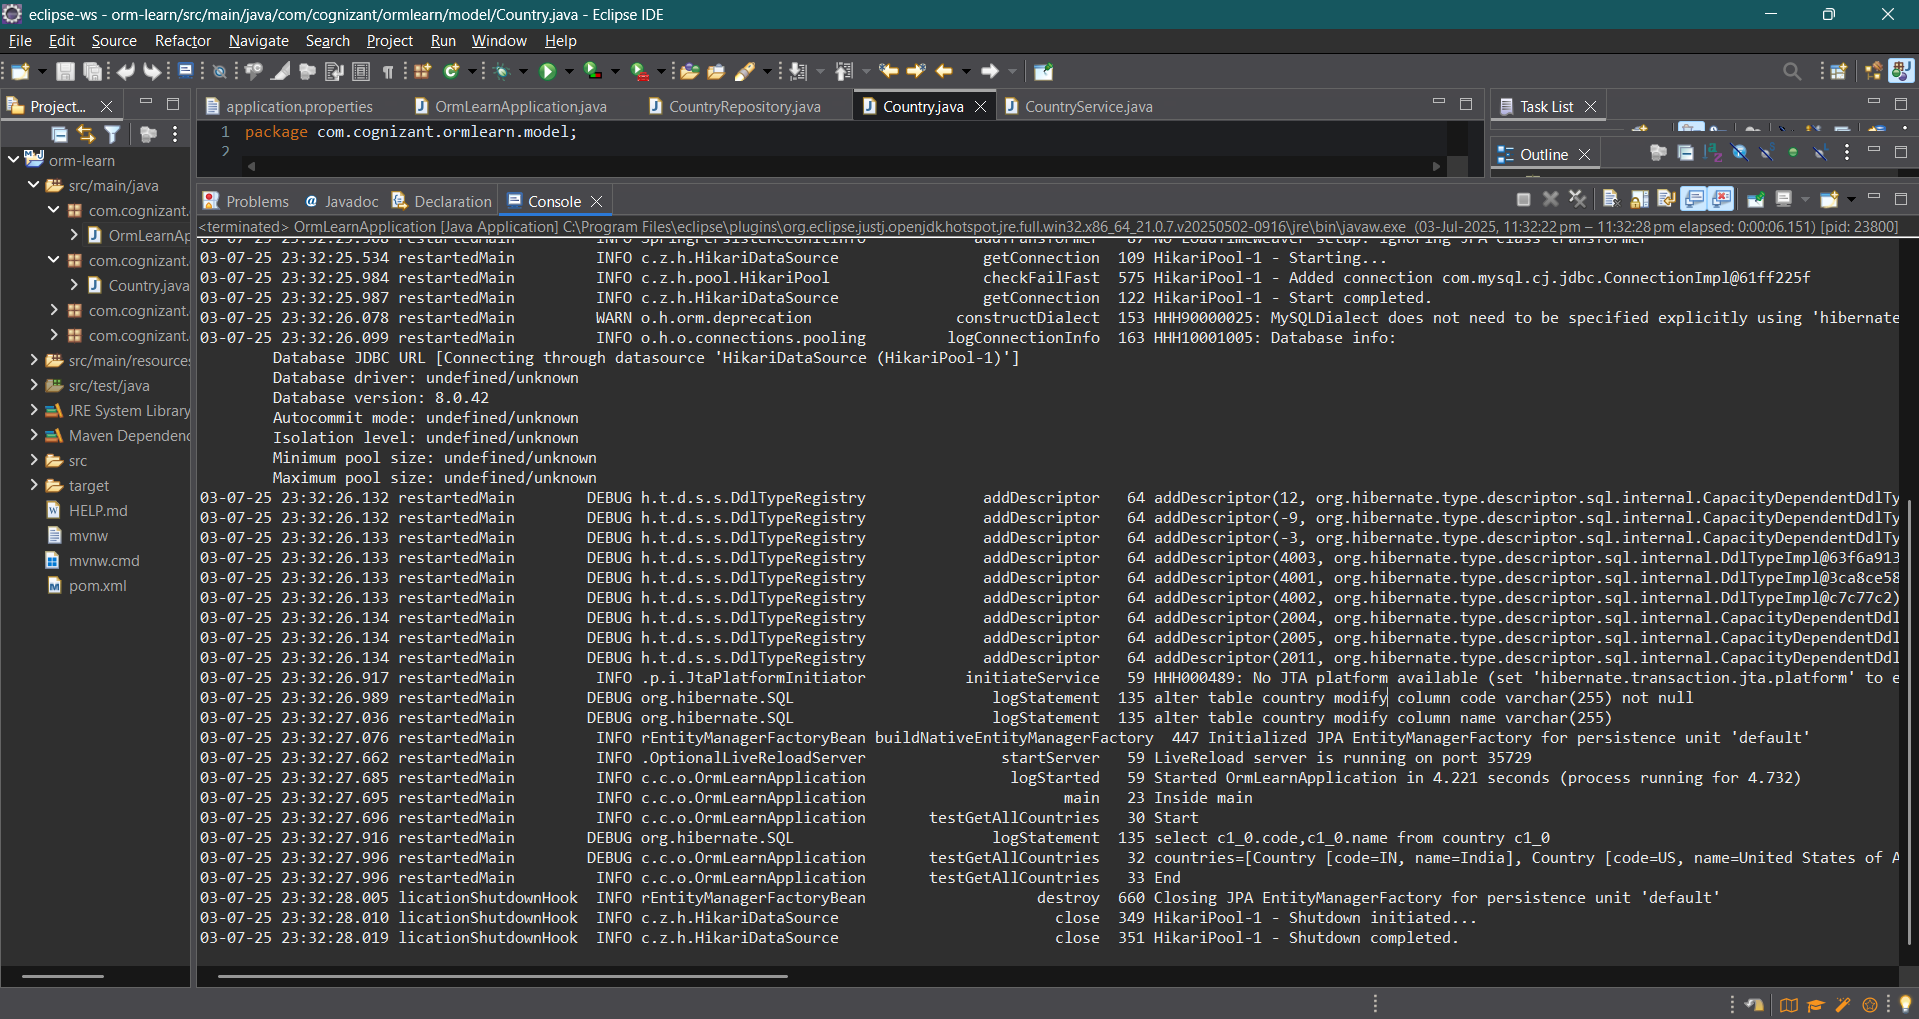 eclipse-ws - orm-learn/src/main/java/com/cognizant/ormlearn/model/Country.java - Eclipse IDE
File Edit Source Refactor Navigate Search Project Run Window Help
Project...
application.properties OrmLearnApplication.java CountryRepository.java Country.java CountryService.java
Task List
Outline
1 package com.cognizant.ormlearn.model;
2
orm-learn
src/main/java
com.cognizant.
OrmLearnAp
com.cognizant.
Country.java
com.cognizant.
com.cognizant.
src/main/resources
src/test/java
JRE System Library
Maven Dependenc
src
target
HELP.md
mvnw
mvnw.cmd
pom.xml
Problems Javadoc Declaration Console
<terminated> OrmLearnApplication [Java Application] C:\Program Files\eclipse\plugins\org.eclipse.justj.openjdk.hotspot.jre.full.win32.x86_64_21.0.7.v20250502-0916\jre\bin\javaw.exe (03-Jul-2025, 11:32:22 pm – 11:32:28 pm elapsed: 0:00:06.151) [pid: 23800]
03-07-25 23:32:25.534 restartedMain INFO c.z.h.HikariDataSource getConnection 109 HikariPool-1 - Starting...
03-07-25 23:32:25.984 restartedMain INFO c.z.h.pool.HikariPool checkFailFast 575 HikariPool-1 - Added connection com.mysql.cj.jdbc.ConnectionImpl@61ff225f
03-07-25 23:32:25.987 restartedMain INFO c.z.h.HikariDataSource getConnection 122 HikariPool-1 - Start completed.
03-07-25 23:32:26.078 restartedMain WARN o.h.orm.deprecation constructDialect 153 HHH90000025: MySQLDialect does not need to be specified explicitly using 'hibernate
03-07-25 23:32:26.099 restartedMain INFO o.h.o.connections.pooling logConnectionInfo 163 HHH10001005: Database info:
Database JDBC URL [Connecting through datasource 'HikariDataSource (HikariPool-1)']
Database driver: undefined/unknown
Database version: 8.0.42
Autocommit mode: undefined/unknown
Isolation level: undefined/unknown
Minimum pool size: undefined/unknown
Maximum pool size: undefined/unknown
03-07-25 23:32:26.132 restartedMain DEBUG h.t.d.s.s.DdlTypeRegistry addDescriptor 64 addDescriptor(12, org.hibernate.type.descriptor.sql.internal.CapacityDependentDdlTy
03-07-25 23:32:26.132 restartedMain DEBUG h.t.d.s.s.DdlTypeRegistry addDescriptor 64 addDescriptor(-9, org.hibernate.type.descriptor.sql.internal.CapacityDependentDdlTy
03-07-25 23:32:26.133 restartedMain DEBUG h.t.d.s.s.DdlTypeRegistry addDescriptor 64 addDescriptor(-3, org.hibernate.type.descriptor.sql.internal.CapacityDependentDdlTy
03-07-25 23:32:26.133 restartedMain DEBUG h.t.d.s.s.DdlTypeRegistry addDescriptor 64 addDescriptor(4003, org.hibernate.type.descriptor.sql.internal.DdlTypeImpl@63f6a913
03-07-25 23:32:26.133 restartedMain DEBUG h.t.d.s.s.DdlTypeRegistry addDescriptor 64 addDescriptor(4001, org.hibernate.type.descriptor.sql.internal.DdlTypeImpl@3ca8ce58
03-07-25 23:32:26.133 restartedMain DEBUG h.t.d.s.s.DdlTypeRegistry addDescriptor 64 addDescriptor(4002, org.hibernate.type.descriptor.sql.internal.DdlTypeImpl@c7c77c2)
03-07-25 23:32:26.134 restartedMain DEBUG h.t.d.s.s.DdlTypeRegistry addDescriptor 64 addDescriptor(2004, org.hibernate.type.descriptor.sql.internal.CapacityDependentDdl
03-07-25 23:32:26.134 restartedMain DEBUG h.t.d.s.s.DdlTypeRegistry addDescriptor 64 addDescriptor(2005, org.hibernate.type.descriptor.sql.internal.CapacityDependentDdl
03-07-25 23:32:26.134 restartedMain DEBUG h.t.d.s.s.DdlTypeRegistry addDescriptor 64 addDescriptor(2011, org.hibernate.type.descriptor.sql.internal.CapacityDependentDdl
03-07-25 23:32:26.917 restartedMain INFO .p.i.JtaPlatformInitiator initiateService 59 HHH000489: No JTA platform available (set 'hibernate.transaction.jta.platform' to e
03-07-25 23:32:26.989 restartedMain DEBUG org.hibernate.SQL logStatement 135 alter table country modify column code varchar(255) not null
03-07-25 23:32:27.036 restartedMain DEBUG org.hibernate.SQL logStatement 135 alter table country modify column name varchar(255)
03-07-25 23:32:27.076 restartedMain INFO rEntityManagerFactoryBean buildNativeEntityManagerFactory 447 Initialized JPA EntityManagerFactory for persistence unit 'default'
03-07-25 23:32:27.662 restartedMain INFO .OptionalLiveReloadServer startServer 59 LiveReload server is running on port 35729
03-07-25 23:32:27.685 restartedMain INFO c.c.o.OrmLearnApplication logStarted 59 Started OrmLearnApplication in 4.221 seconds (process running for 4.732)
03-07-25 23:32:27.695 restartedMain INFO c.c.o.OrmLearnApplication main 23 Inside main
03-07-25 23:32:27.696 restartedMain INFO c.c.o.OrmLearnApplication testGetAllCountries 30 Start
03-07-25 23:32:27.916 restartedMain DEBUG org.hibernate.SQL logStatement 135 select c1_0.code,c1_0.name from country c1_0
03-07-25 23:32:27.996 restartedMain DEBUG c.c.o.OrmLearnApplication testGetAllCountries 32 countries=[Country [code=IN, name=India], Country [code=US, name=United States of A
03-07-25 23:32:27.996 restartedMain INFO c.c.o.OrmLearnApplication testGetAllCountries 33 End
03-07-25 23:32:28.005 licationShutdownHook INFO rEntityManagerFactoryBean destroy 660 Closing JPA EntityManagerFactory for persistence unit 'default'
03-07-25 23:32:28.010 licationShutdownHook INFO c.z.h.HikariDataSource close 349 HikariPool-1 - Shutdown initiated...
03-07-25 23:32:28.019 licationShutdownHook INFO c.z.h.HikariDataSource close 351 HikariPool-1 - Shutdown completed.